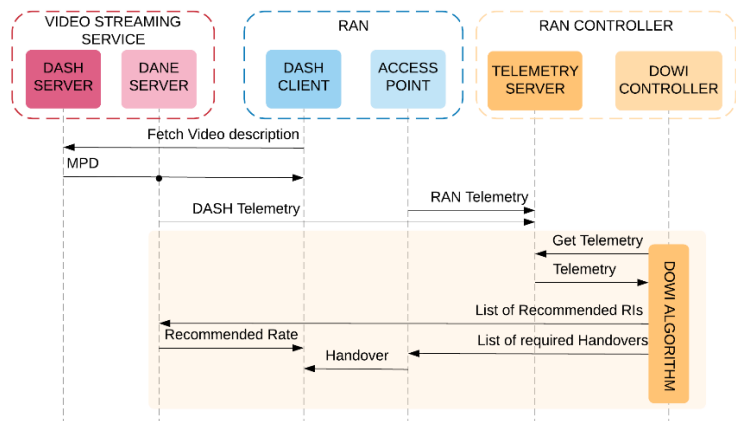 VIDEO STREAMING
SERVICE
RAN
RAN CONTROLLER
DASH
SERVER
DANE
SERVER
DASH
CLIENT
ACCESS
POINT
TELEMETRY
SERVER
DOWI
CONTROLLER
Fetch Video description
MPD
RAN Telemetry
DASH Telemetry
Get Telemetry
Telemetry
List of Recommended RIs
Recommended Rate
List of required Handovers
Handover
DOWI ALGORITHM